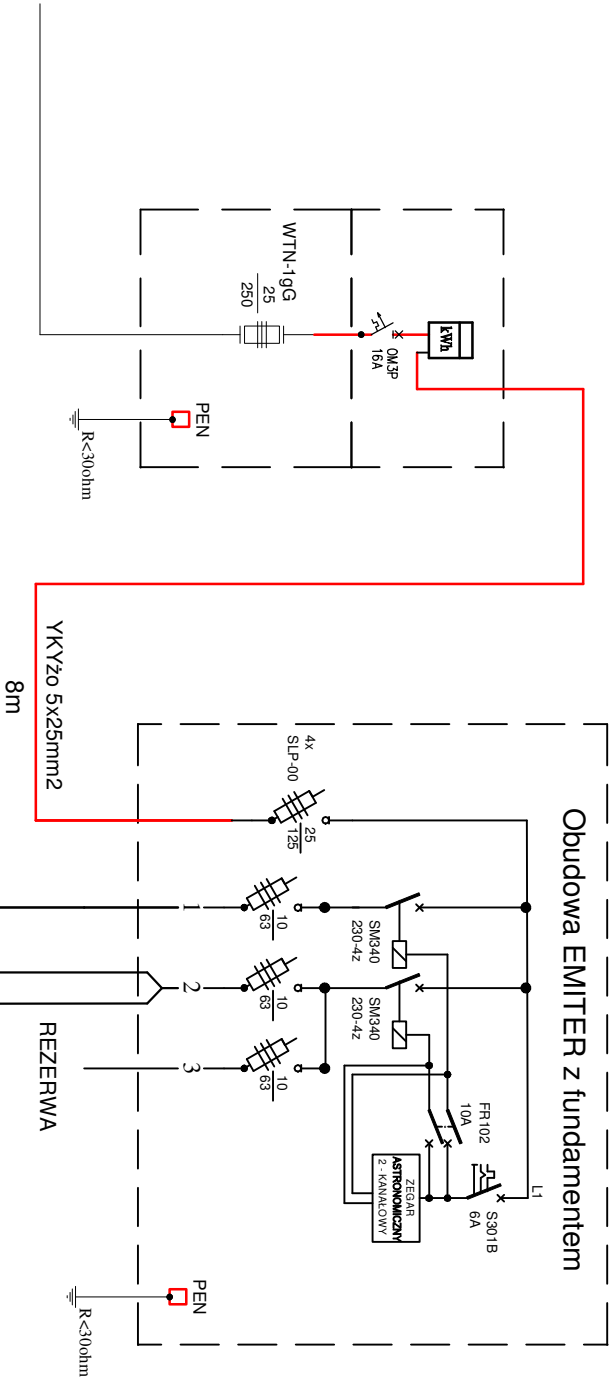 kWh
OM3P
16A
WTN-1gG
25
250
PEN
R<30ohm
YKYżo 5x25mm2
8m
Obudowa EMITER z fundamentem
4x
SLP-00
25
125
L1
S301B
6A
FR102
10A
ZEGAR
ASTRONOMICZNY
2 - KANAŁOWY
SM340
230-4z
SM340
230-4z
10
63
10
63
10
63
1
2
3
REZERWA
PEN
R<30ohm